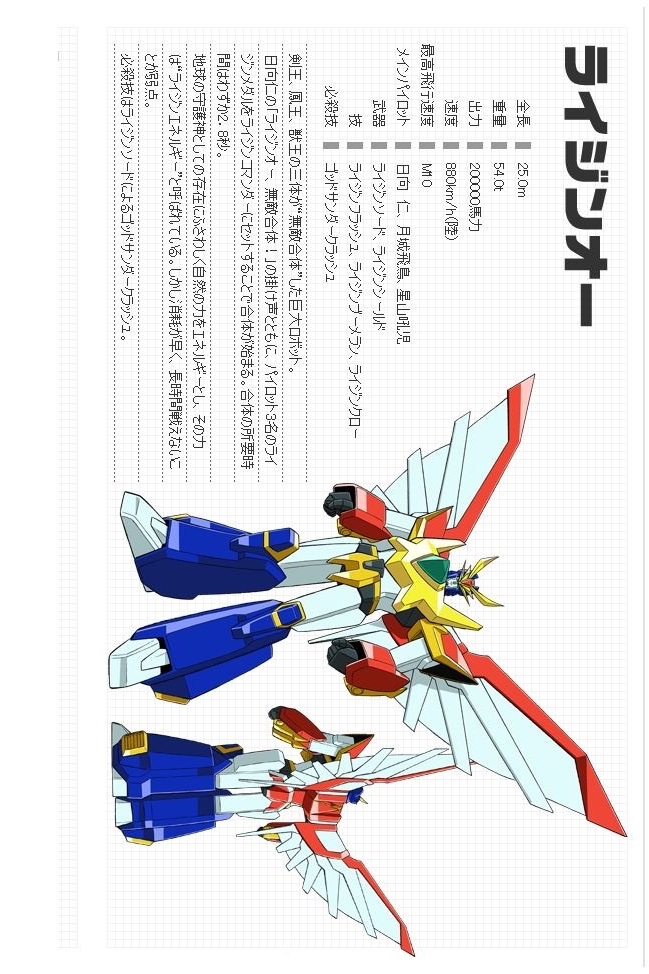 ライジンオー
全長 25.0m
重量 54.0t
出力 200000馬力
速度 880km/h(陸)
最高飛行速度 M10
メインパイロット 日向 仁、月城飛鳥、星山吼児
武器 ライジンソード、ライジンシールド
技 ライジンフラッシュ、ライジンブーメラン、ライジンクロー
必殺技 ゴッドサンダークラッシュ
剣王、鳳王、獣王の三体が“無敵合体”した巨大ロボット。
日向仁の「ライジンオー、無敵合体!」の掛け声とともに、パイロット3名のライ
ジンメダルをライジンコマンダーにセットすることで合体が始まる。合体の所要時
間はわずか2.8秒。
地球の守護神としての存在にふさわしく自然の力をエネルギーとし、その力
は“ライジンエネルギー”と呼ばれている。しかし消耗が早く、長時間戦えないこ
とが弱点。
必殺技はライジンソードによるゴッドサンダークラッシュ。